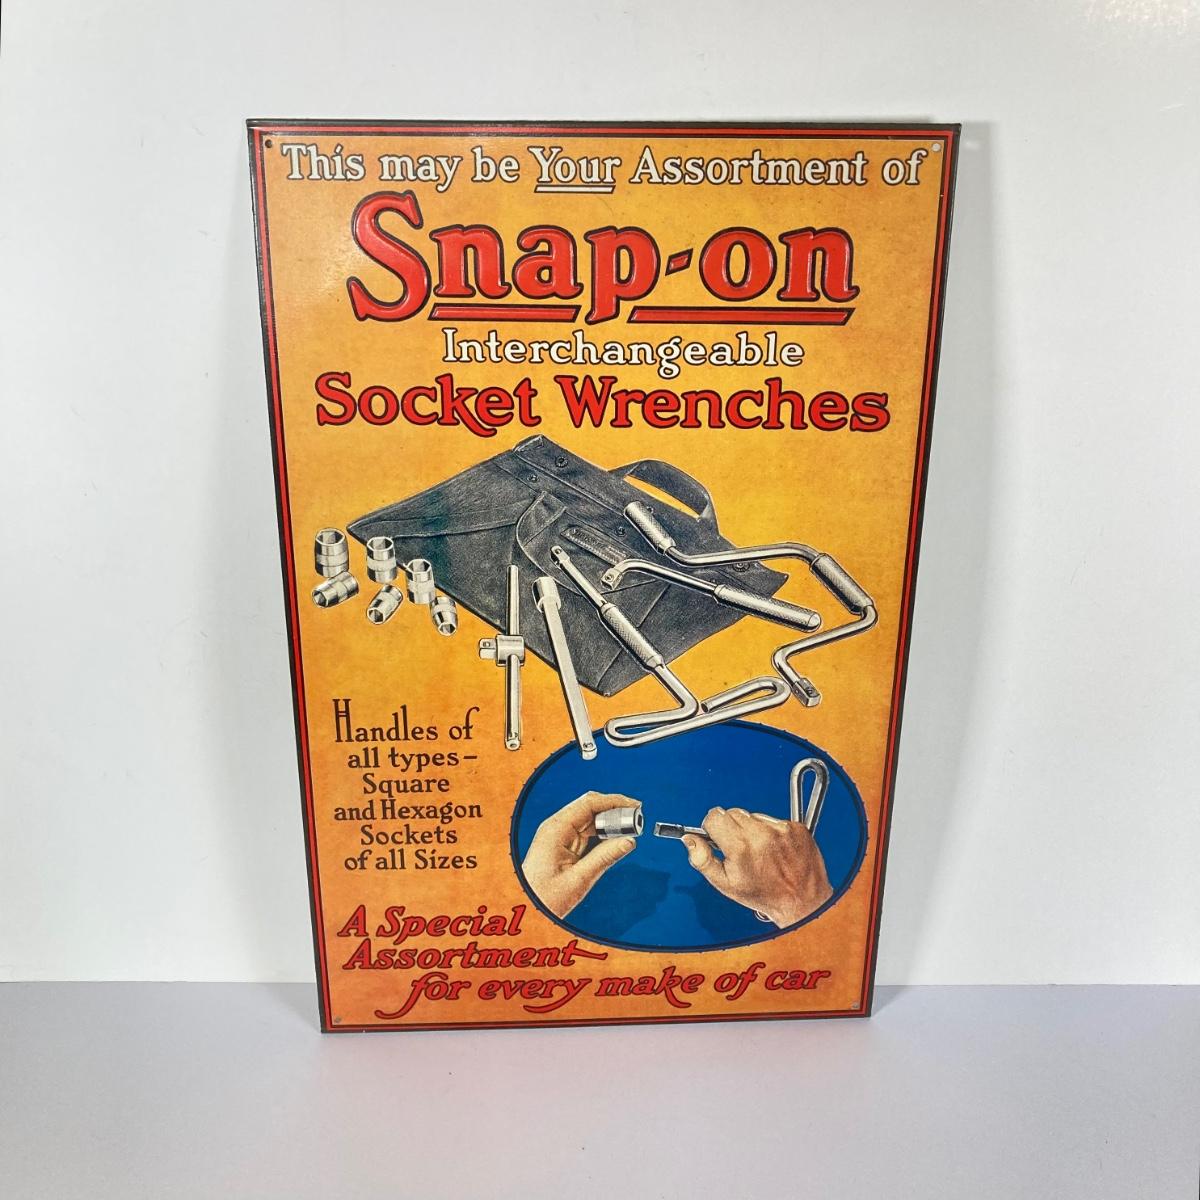 This may be Your Assortment of
Snap-on
Interchangeable
Socket Wrenches
Handles of
all types-
Square
and Hexagon
Sockets
of all Sizes
A Special
Assortment
for every make of car